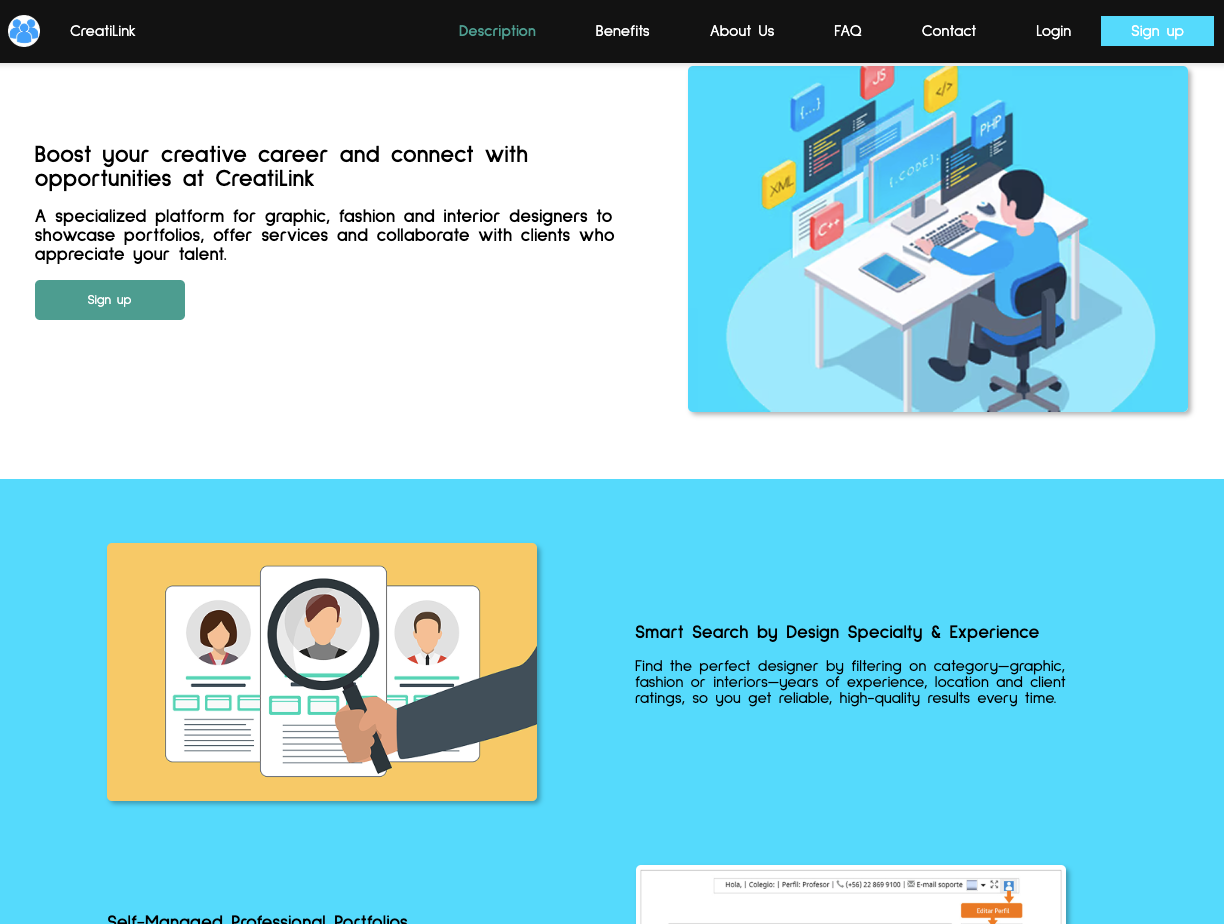 CreatiLink
Description
Benefits
About Us
FAQ
Contact
Login
Sign up
Boost your creative career and connect with
opportunities at CreatiLink
A specialized platform for graphic, fashion and interior designers to
showcase portfolios, offer services and collaborate with clients who
appreciate your talent.
Sign up
{...}
JS
</>
PHP
[.CODE];
XML
C++
Smart Search by Design Specialty & Experience
Find the perfect designer by filtering on category—graphic,
fashion or interiors—years of experience, location and client
ratings, so you get reliable, high-quality results every time.
Hola, | Colegio: | Perfil: Profesor | (+56) 22 869 9100 | E-mail soporte
Editar Perfil
Self-Managed Professional Portfolios